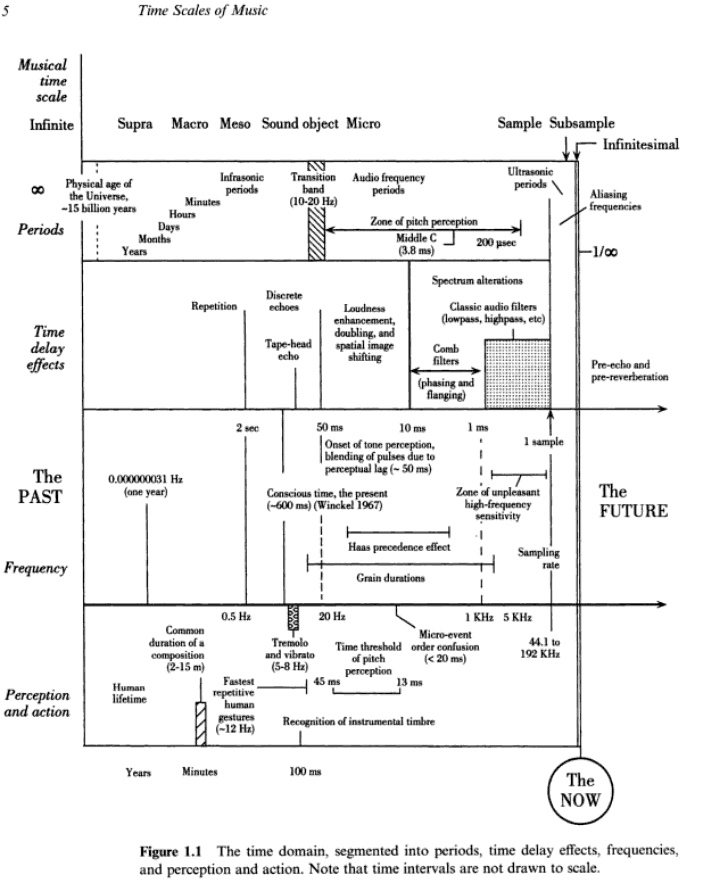 5
Time Scales of Music
Musical
time
scale
Infinite
Supra
Macro
Meso
Sound object
Micro
Sample
Subsample
Infinitesimal
∞
Physical age of
the Universe,
~15 billion years
Infrasonic
periods
Transition
band
(10-20 Hz)
Audio frequency
periods
Ultrasonic
periods
Aliasing
frequencies
Minutes
Hours
Days
Months
Years
Periods
Zone of pitch perception
Middle C
(3.8 ms)
200 µsec
1/∞
Time
delay
effects
Repetition
Discrete
echoes
Tape-head
echo
Loudness
enhancement,
doubling, and
spatial image
shifting
Spectrum alterations
Classic audio filters
(lowpass, highpass, etc)
Comb
filters
(phasing and
flanging)
Pre-echo and
pre-reverberation
2 sec
50 ms
10 ms
1 ms
1 sample
Onset of tone perception,
blending of pulses due to
perceptual lag (~ 50 ms)
The
PAST
0.000000031 Hz
(one year)
Conscious time, the present
(~600 ms) (Winckel 1967)
Zone of unpleasant
high-frequency
sensitivity
The
FUTURE
Haas precedence effect
Grain durations
Sampling
rate
Frequency
0.5 Hz
20 Hz
1 KHz
5 KHz
44.1 to
192 KHz
Common
duration of a
composition
(2-15 m)
Tremolo
and vibrato
(5-8 Hz)
Time threshold
of pitch
perception
Micro-event
order confusion
(< 20 ms)
Perception
and action
Human
lifetime
Fastest
repetitive
human
gestures
(~12 Hz)
45 ms
13 ms
Recognition of instrumental timbre
Years
Minutes
100 ms
The
NOW
Figure 1.1 The time domain, segmented into periods, time delay effects, frequencies,
and perception and action. Note that time intervals are not drawn to scale.